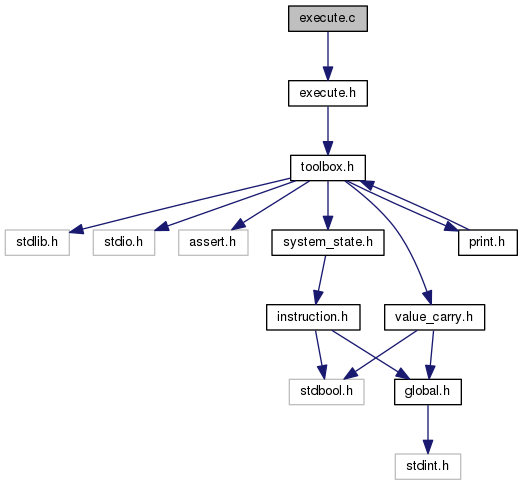 execute.c
execute.h
toolbox.h
stdlib.h
stdio.h
assert.h
system_state.h
print.h
instruction.h
value_carry.h
stdbool.h
global.h
stdint.h